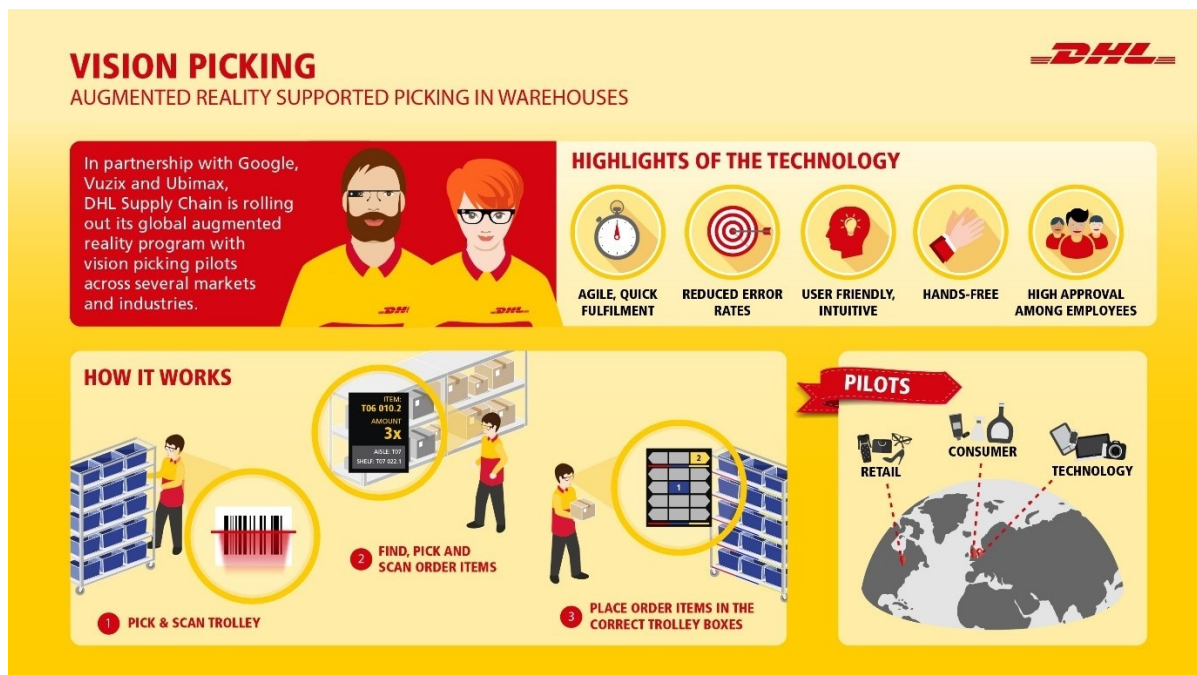 VISION PICKING
AUGMENTED REALITY SUPPORTED PICKING IN WAREHOUSES
DHL
In partnership with Google,
Vuzix and Ubimax,
DHL Supply Chain is rolling
out its global augmented
reality program with
vision picking pilots
across several markets
and industries.
DHL
DHL
HIGHLIGHTS OF THE TECHNOLOGY
AGILE, QUICK
FULFILMENT
REDUCED ERROR
RATES
USER FRIENDLY,
INTUITIVE
HANDS-FREE
HIGH APPROVAL
AMONG EMPLOYEES
HOW IT WORKS
1 PICK & SCAN TROLLEY
ITEM:
T06 010.2
AMOUNT
3x
AISLE: T07
SHELF: T07 022.1
2 FIND, PICK AND
SCAN ORDER ITEMS
2
1
3 PLACE ORDER ITEMS IN THE
CORRECT TROLLEY BOXES
PILOTS
RETAIL
CONSUMER
TECHNOLOGY